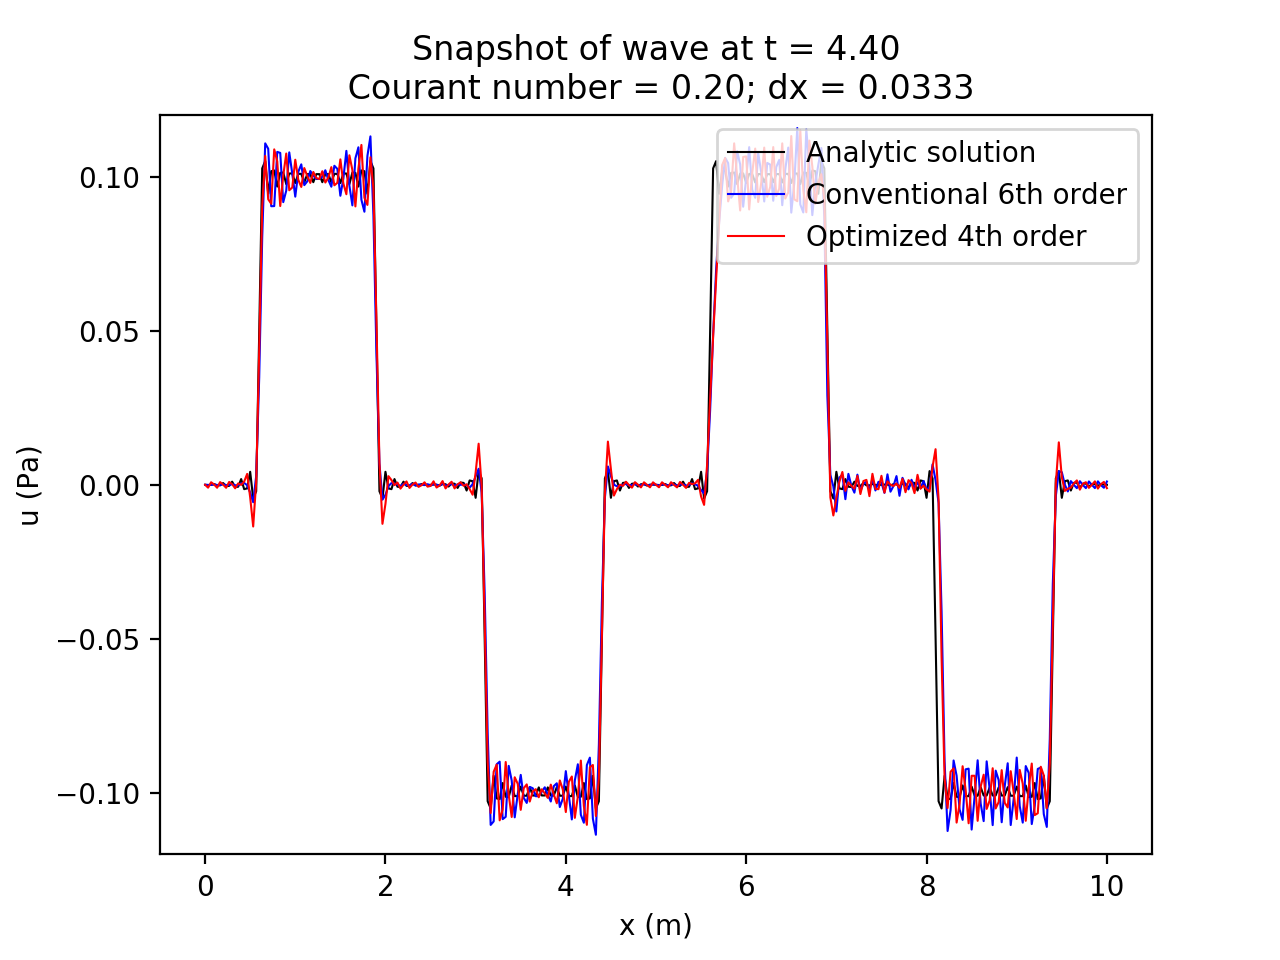 Snapshot of wave at t = 4.40
Courant number = 0.20; dx = 0.0333
Analytic solution
Conventional 6th order
Optimized 4th order
0.10
0.05
0.00
−0.05
−0.10
u (Pa)
0 2 4 6 8 10
x (m)